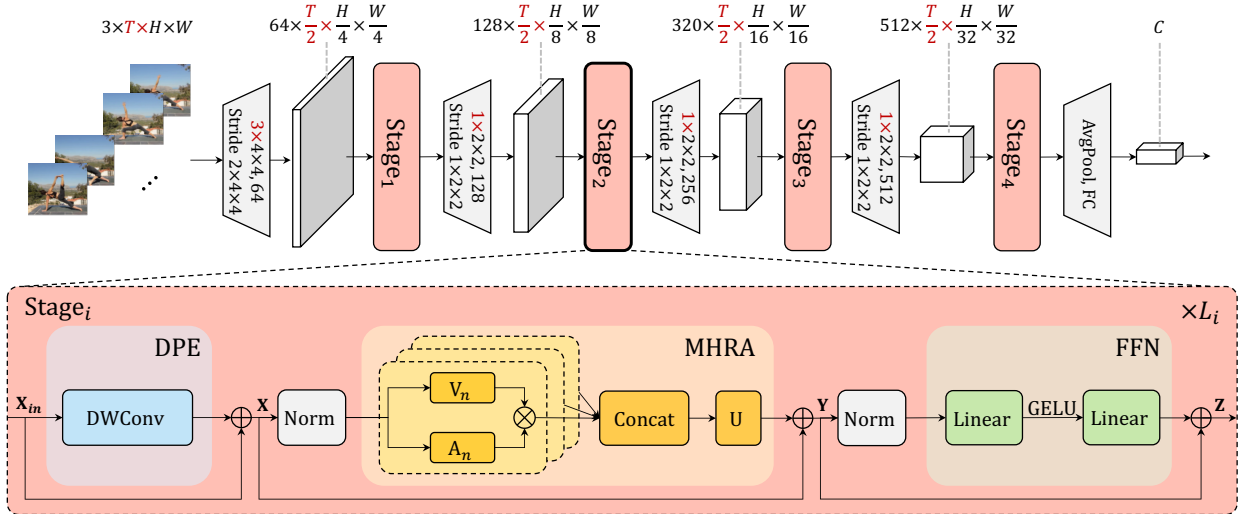 3×T×H×W
64×T/2×H/4×W/4
128×T/2×H/8×W/8
320×T/2×H/16×W/16
512×T/2×H/32×W/32
C
3×4×4, 64
Stride 2×4×4
Stage₁
1×2×2, 128
Stride 1×2×2
Stage₂
1×2×2, 256
Stride 1×2×2
Stage₃
1×2×2, 512
Stride 1×2×2
Stage₄
AvgPool, FC
...
Stageᵢ
×Lᵢ
DPE
MHRA
FFN
X_in
DWConv
X
Norm
Vₙ
Aₙ
Concat
U
Y
Norm
Linear
GELU
Linear
Z